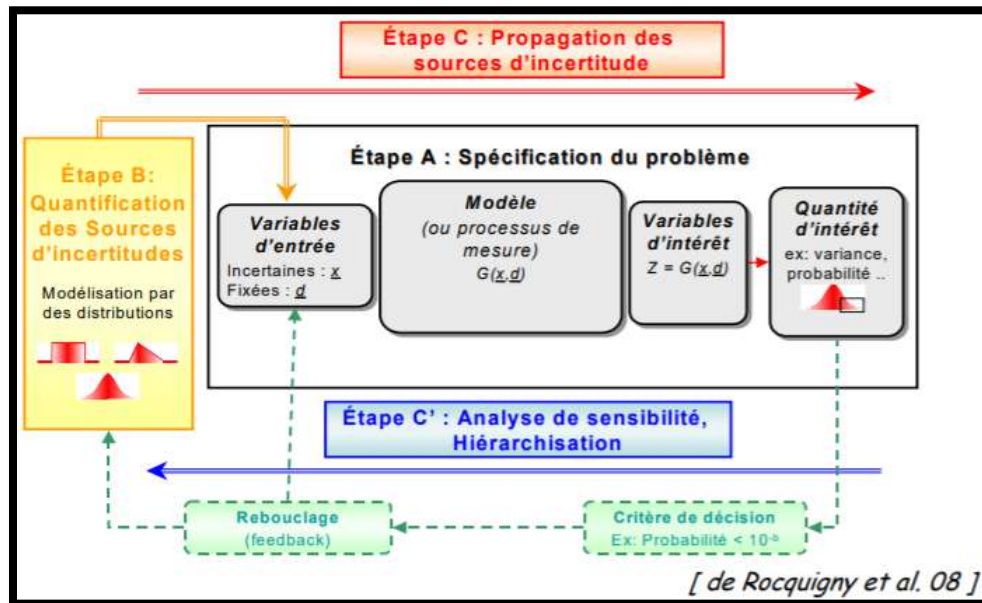 Étape C : Propagation des
sources d'incertitude
Étape A : Spécification du problème
Étape B:
Quantification
des Sources
d'incertitudes
Modélisation par
des distributions
Variables
d'entrée
Incertaines : x
Fixées : d
Modèle
(ou processus de
mesure)
G(x,d)
Variables
d'intérêt
Z = G(x,d)
Quantité
d'intérêt
ex: variance,
probabilité ..
Étape C' : Analyse de sensibilité,
Hiérarchisation
Rebouclage
(feedback)
Critère de décision
Ex: Probabilité < 10
[ de Rocquigny et al. 08 ]